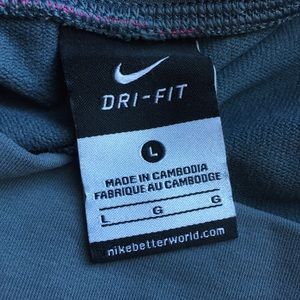 DRI-FIT
L
MADE IN CAMBODIA
FABRIQUE AU CAMBODGE
L G G
nikebetterworld.com